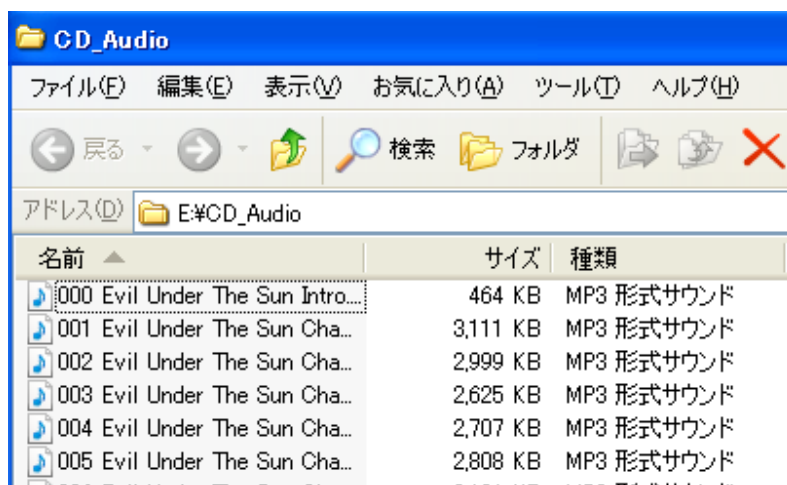 CD_Audio
ファイル(F) 編集(E) 表示(V) お気に入り(A) ツール(T) ヘルプ(H)
戻る 検索 フォルダ
アドレス(D) E:¥CD_Audio
名前 サイズ 種類
000 Evil Under The Sun Intro.... 464 KB MP3 形式サウンド
001 Evil Under The Sun Cha... 3,111 KB MP3 形式サウンド
002 Evil Under The Sun Cha... 2,999 KB MP3 形式サウンド
003 Evil Under The Sun Cha... 2,625 KB MP3 形式サウンド
004 Evil Under The Sun Cha... 2,707 KB MP3 形式サウンド
005 Evil Under The Sun Cha... 2,808 KB MP3 形式サウンド